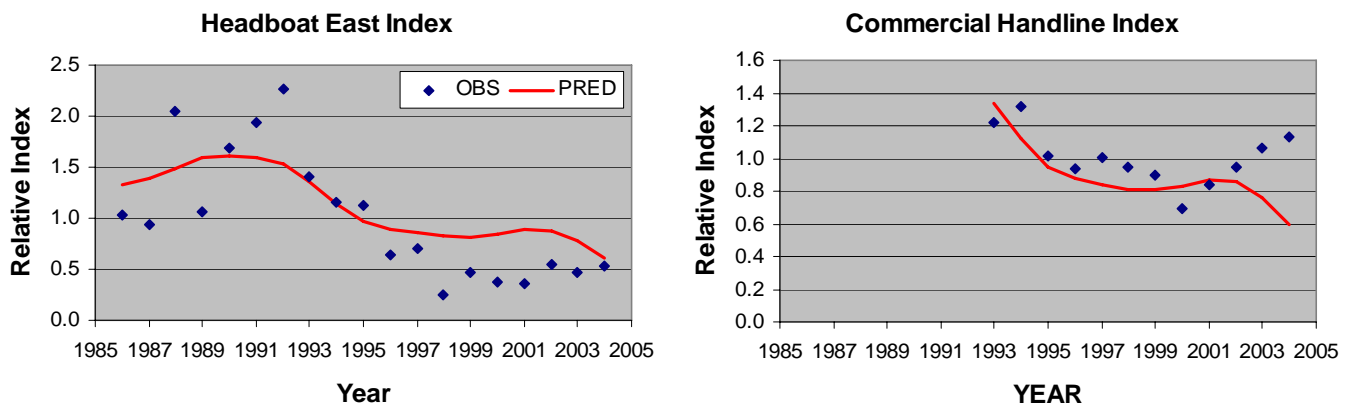 Headboat East Index
OBS PRED
Relative Index
2.5
2.0
1.5
1.0
0.5
0.0
1985 1987 1989 1991 1993 1995 1997 1999 2001 2003 2005
Year
Commercial Handline Index
Relative Index
1.6
1.4
1.2
1.0
0.8
0.6
0.4
0.2
0.0
1985 1987 1989 1991 1993 1995 1997 1999 2001 2003 2005
YEAR